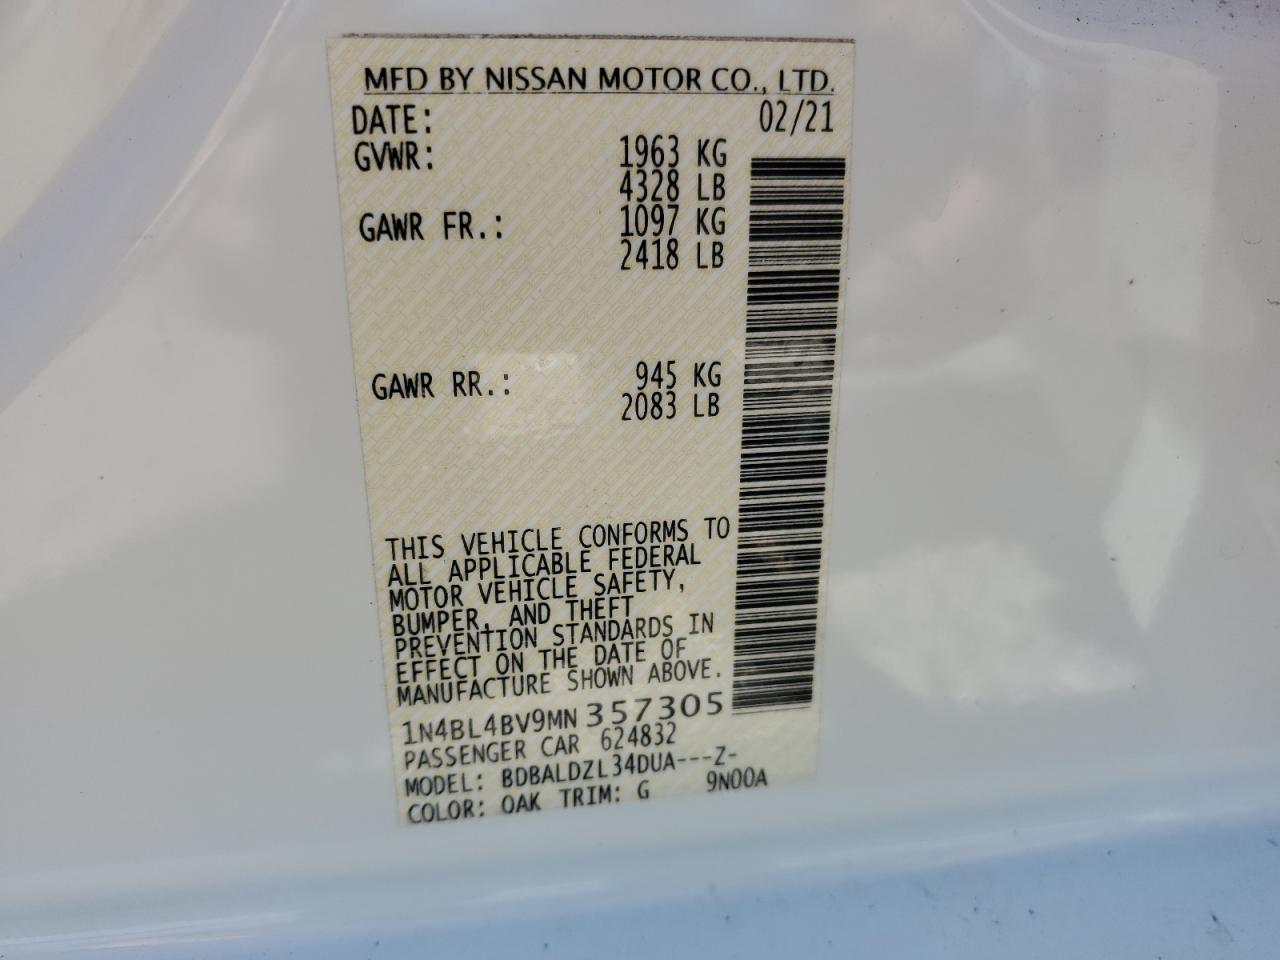 MFD BY NISSAN MOTOR CO., LTD.
DATE: 02/21
GVWR: 1963 KG
4328 LB
GAWR FR.: 1097 KG
2418 LB
GAWR RR.: 945 KG
2083 LB
THIS VEHICLE CONFORMS TO
ALL APPLICABLE FEDERAL
MOTOR VEHICLE SAFETY,
BUMPER, AND THEFT
PREVENTION STANDARDS IN
EFFECT ON THE DATE OF
MANUFACTURE SHOWN ABOVE.
1N4BL4BV9MN357305
PASSENGER CAR 624832
MODEL: BDBALDZL34DUA---Z-
COLOR: OAK TRIM: G 9N00A